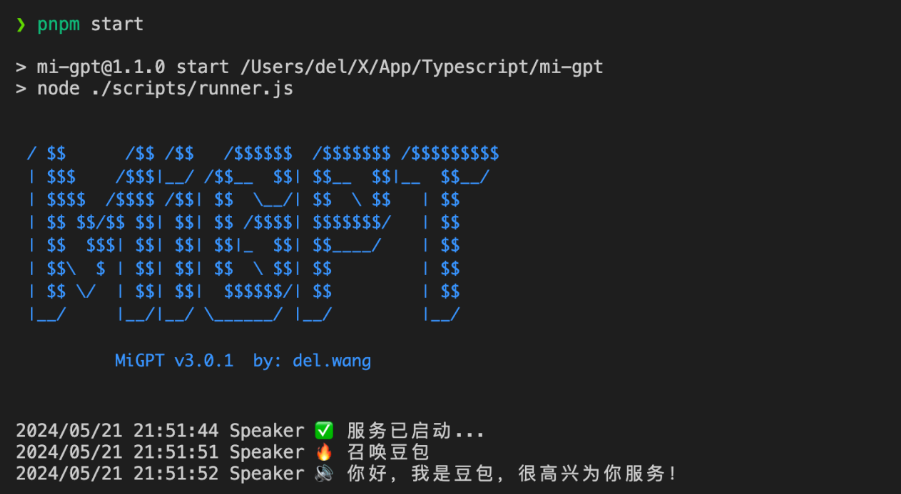 ❯ pnpm start
> mi-gpt@1.1.0 start /Users/del/X/App/Typescript/mi-gpt
> node ./scripts/runner.js
/ $$      /$$ /$$   /$$$$$$  /$$$$$$$ /$$$$$$$$$
| $$$    /$$$|__/ /$$__  $$| $$__  $$|__  $$__/
| $$$$  /$$$$ /$$| $$  \__/| $$  \ $$   | $$
| $$ $$/$$ $$| $$| $$ /$$$$| $$$$$$$/   | $$
| $$  $$$| $$| $$| $$|_  $$| $$____/    | $$
| $$\  $ | $$| $$| $$  \ $$| $$         | $$
| $$ \/  | $$| $$|  $$$$$$/| $$         | $$
|__/     |__/|__/ \______/ |__/         |__/
MiGPT v3.0.1  by: del.wang
2024/05/21 21:51:44 Speaker ✅ 服务已启动...
2024/05/21 21:51:51 Speaker 🔥 召唤豆包
2024/05/21 21:51:52 Speaker 🔊 你好，我是豆包，很高兴为你服务！